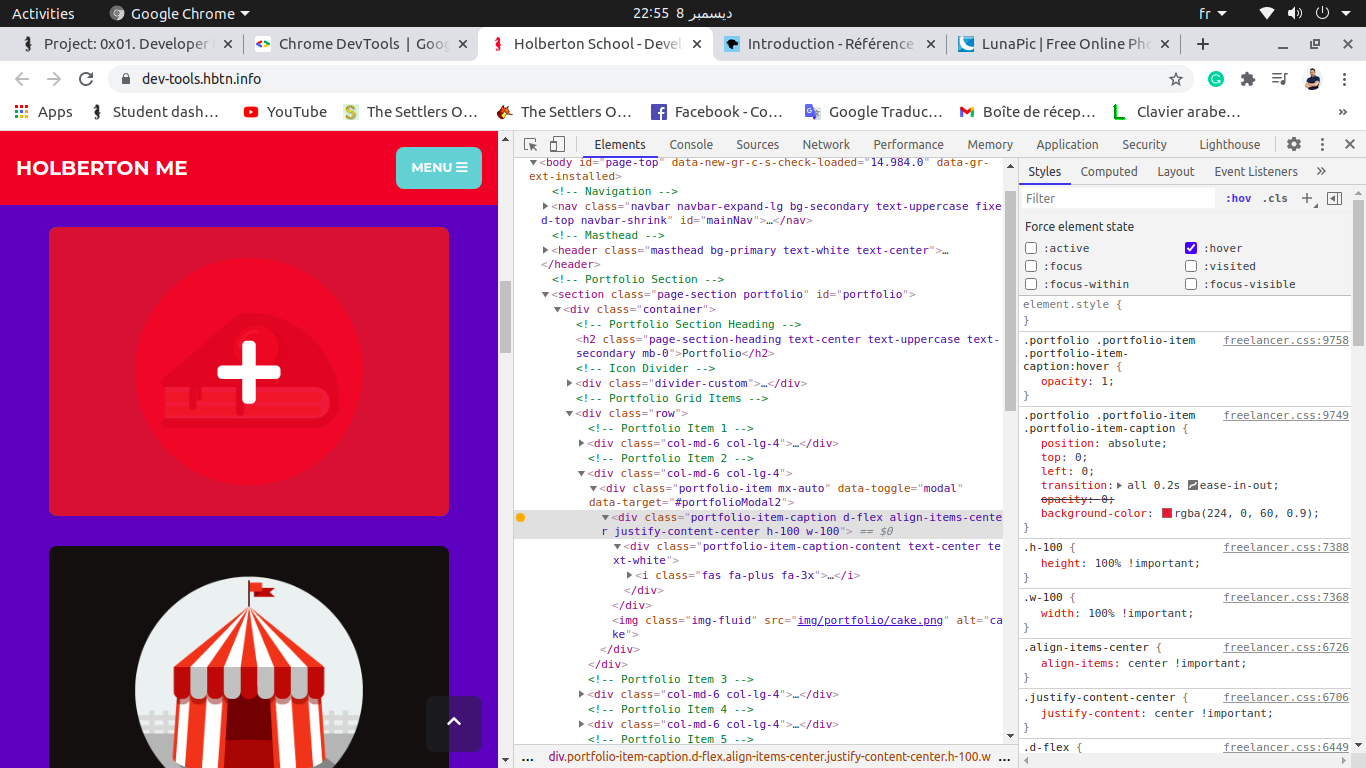 Activities
Google Chrome
22:55 8 ديسمبر
fr
Project: 0x01. Developer
Chrome DevTools | Goog
Holberton School - Devel
Introduction - Référence
LunaPic | Free Online Pho
dev-tools.hbtn.info
Apps
Student dash…
YouTube
The Settlers O…
The Settlers O…
Facebook - Co…
Google Traduc…
Boîte de récep…
Clavier arabe…
»
HOLBERTON ME
MENU
Elements Console Sources Network Performance Memory Application Security Lighthouse
<body id="page-top" data-new-gr-c-s-check-loaded="14.984.0" data-gr-
ext-installed>
<!-- Navigation -->
<nav class="navbar navbar-expand-lg bg-secondary text-uppercase fixe
d-top navbar-shrink" id="mainNav">…</nav>
<!-- Masthead -->
<header class="masthead bg-primary text-white text-center">…
</header>
<!-- Portfolio Section -->
<section class="page-section portfolio" id="portfolio">
<div class="container">
<!-- Portfolio Section Heading -->
<h2 class="page-section-heading text-center text-uppercase text-
secondary mb-0">Portfolio</h2>
<!-- Icon Divider -->
<div class="divider-custom">…</div>
<!-- Portfolio Grid Items -->
<div class="row">
<!-- Portfolio Item 1 -->
<div class="col-md-6 col-lg-4">…</div>
<!-- Portfolio Item 2 -->
<div class="col-md-6 col-lg-4">
<div class="portfolio-item mx-auto" data-toggle="modal"
data-target="#portfolioModal2">
<div class="portfolio-item-caption d-flex align-items-cente
r justify-content-center h-100 w-100"> == $0
<div class="portfolio-item-caption-content text-center te
xt-white">
<i class="fas fa-plus fa-3x">…</i>
</div>
</div>
<img class="img-fluid" src="img/portfolio/cake.png" alt="ca
ke">
</div>
</div>
<!-- Portfolio Item 3 -->
<div class="col-md-6 col-lg-4">…</div>
<!-- Portfolio Item 4 -->
<div class="col-md-6 col-lg-4">…</div>
<!-- Portfolio Item 5 -->
… div.portfolio-item-caption.d-flex.align-items-center.justify-content-center.h-100.w …
Styles Computed Layout Event Listeners »
Filter :hov .cls +
Force element state
:active :hover
:focus :visited
:focus-within :focus-visible
element.style {
}
.portfolio .portfolio-item freelancer.css:9758
.portfolio-item-
caption:hover {
opacity: 1;
}
.portfolio .portfolio-item freelancer.css:9749
.portfolio-item-caption {
position: absolute;
top: 0;
left: 0;
transition: all 0.2s ease-in-out;
opacity: 0;
background-color: rgba(224, 0, 60, 0.9);
}
.h-100 { freelancer.css:7388
height: 100% !important;
}
.w-100 { freelancer.css:7368
width: 100% !important;
}
.align-items-center { freelancer.css:6726
align-items: center !important;
}
.justify-content-center { freelancer.css:6706
justify-content: center !important;
}
.d-flex { freelancer.css:6449